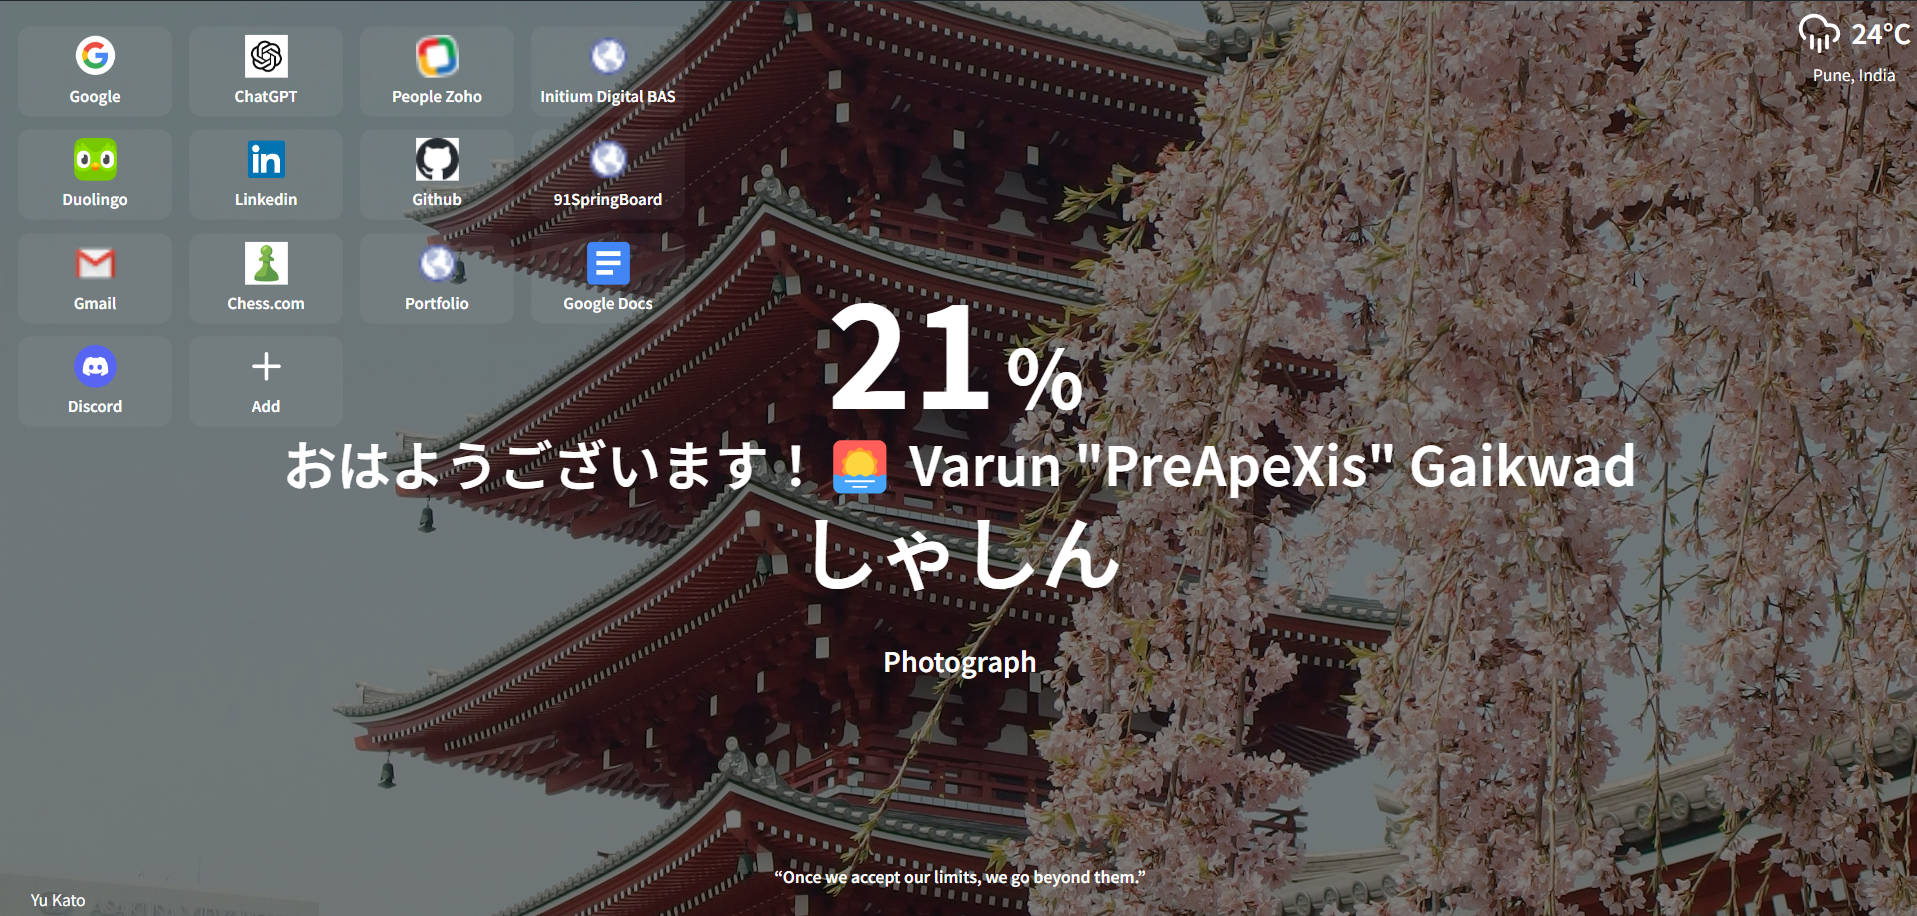 Google
ChatGPT
People Zoho
Initium Digital BAS
24°C
Pune, India
Duolingo
Linkedin
Github
91SpringBoard
Gmail
Chess.com
Portfolio
Google Docs
Discord
Add
21%
おはようございます！🌅 Varun "PreApeXis" Gaikwad
しゃしん
Photograph
“Once we accept our limits, we go beyond them.”
Yu Kato